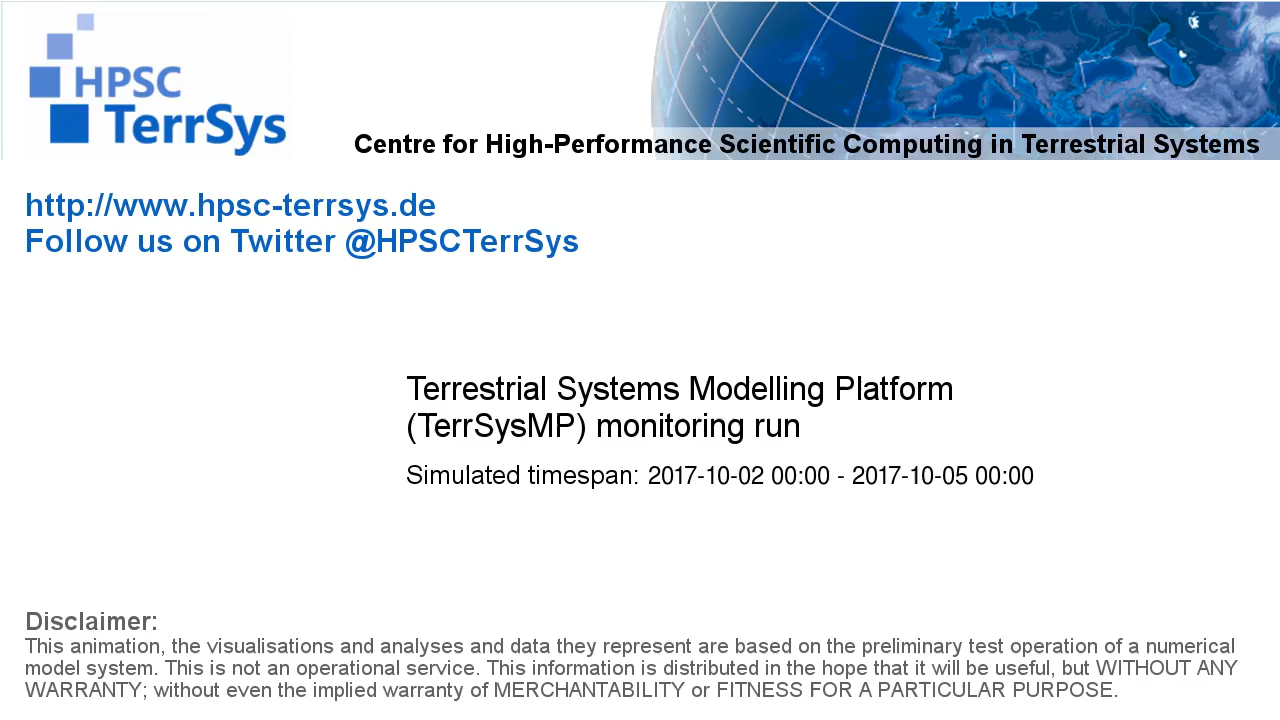 HPSC
TerrSys
Centre for High-Performance Scientific Computing in Terrestrial Systems
http://www.hpsc-terrsys.de
Follow us on Twitter @HPSCTerrSys
Terrestrial Systems Modelling Platform
(TerrSysMP) monitoring run
Simulated timespan: 2017-10-02 00:00 - 2017-10-05 00:00
Disclaimer:
This animation, the visualisations and analyses and data they represent are based on the preliminary test operation of a numerical
model system. This is not an operational service. This information is distributed in the hope that it will be useful, but WITHOUT ANY
WARRANTY; without even the implied warranty of MERCHANTABILITY or FITNESS FOR A PARTICULAR PURPOSE.